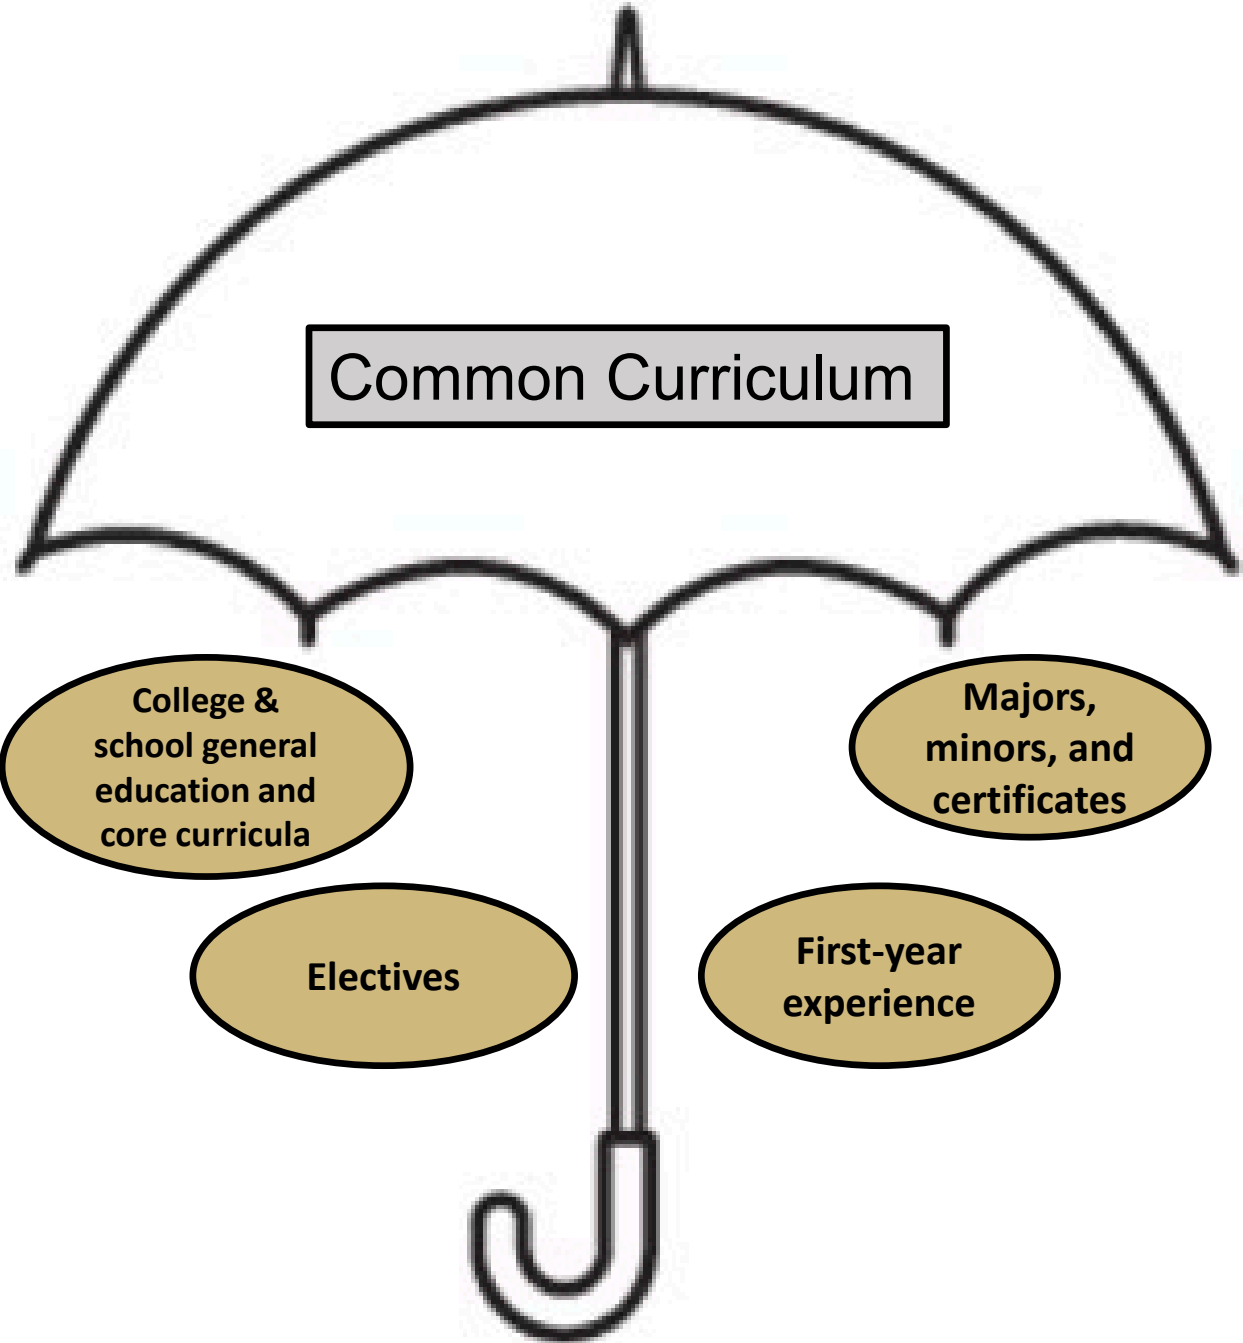 Common Curriculum
College &
school general
education and
core curricula
Majors,
minors, and
certificates
Electives
First-year
experience